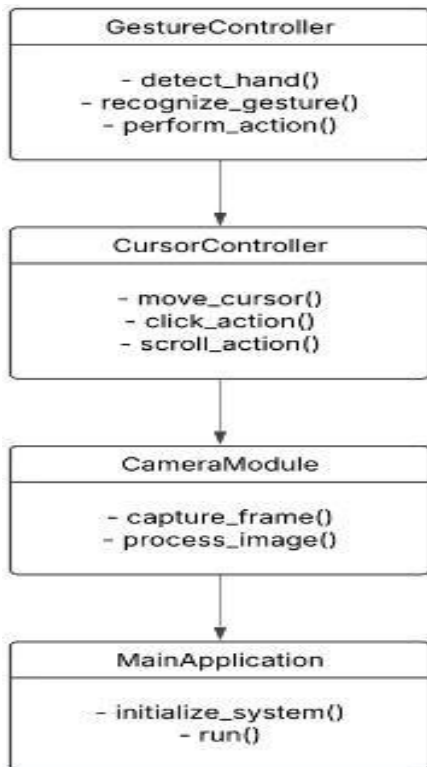 GestureController
- detect_hand()
- recognize_gesture()
- perform_action()
CursorController
- move_cursor()
- click_action()
- scroll_action()
CameraModule
- capture_frame()
- process_image()
MainApplication
- initialize_system()
- run()